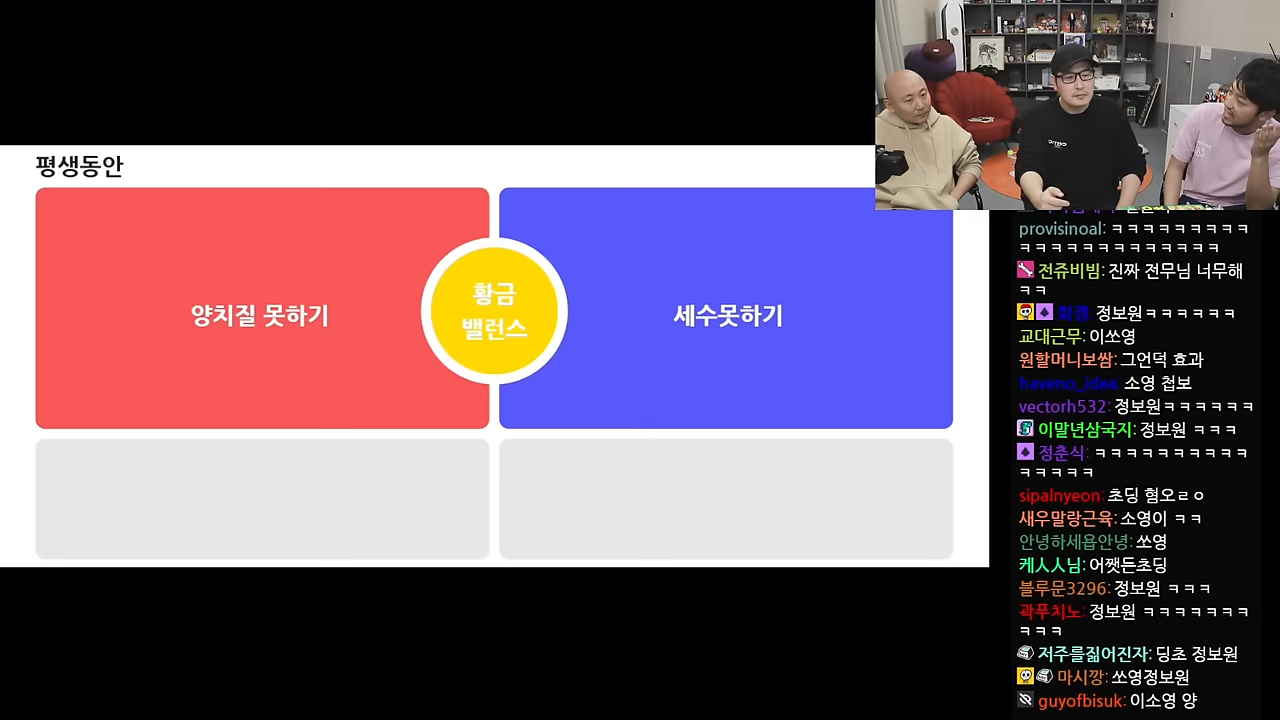 평생동안
양치질 못하기
황금
밸런스
세수못하기
provisinoal: ㅋㅋㅋㅋㅋㅋㅋㅋㅋ
ㅋㅋㅋㅋㅋㅋㅋㅋㅋㅋㅋㅋㅋ
전쥬비빔: 진짜 전무님 너무해
ㅋㅋ
정보원ㅋㅋㅋㅋㅋㅋ
교대근무: 이쏘영
원할머니보쌈: 그언덕 효과
haveno_idea: 소영 첩보
vectorh532: 정보원ㅋㅋㅋㅋㅋㅋ
이말년삼국지: 정보원 ㅋㅋㅋ
정춘식: ㅋㅋㅋㅋㅋㅋㅋㅋㅋㅋ
ㅋㅋㅋㅋㅋ
sipalnyeon: 초딩 혐오ㄹㅇ
새우말랑근육: 소영이 ㅋㅋ
안녕하세욥안녕: 쏘영
케人人님: 어쨋든초딩
블루문3296: 정보원 ㅋㅋㅋ
곽푸치노: 정보원 ㅋㅋㅋㅋㅋㅋㅋ
ㅋㅋㅋ
저주를짊어진자: 딩초 정보원
마시깡: 쏘영정보원
guyofbisuk: 이소영 양